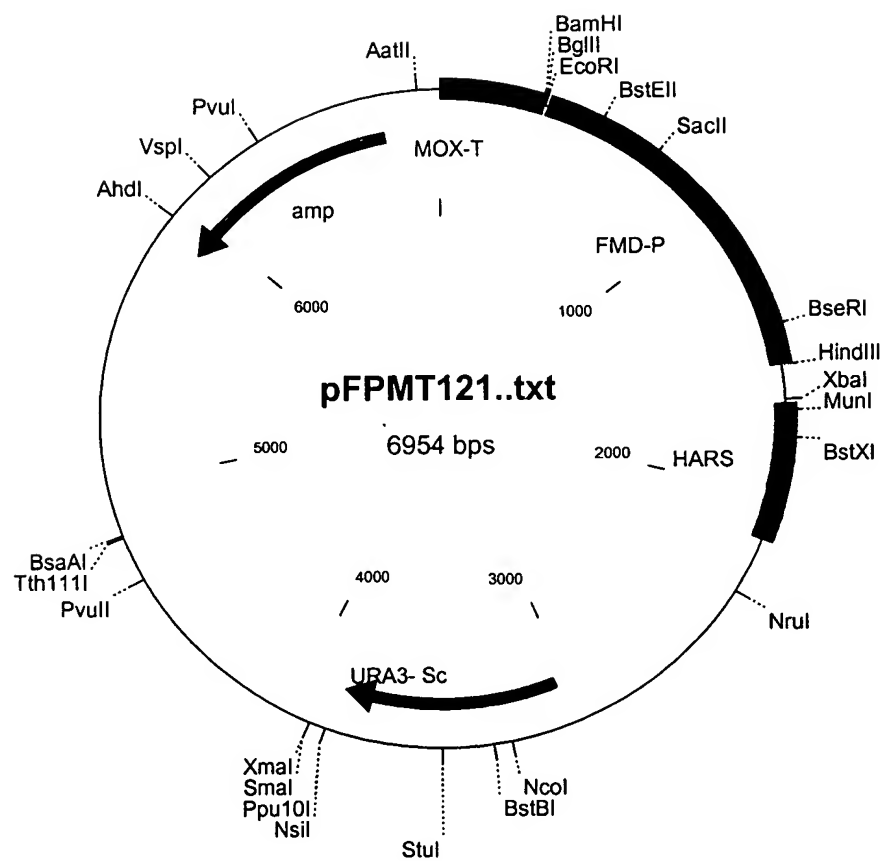 BamHI
BglII
EcoRI
AatII
BstEII
PvuI
SacII
VspI
MOX-T
AhdI
amp
FMD-P
6000
1000
BseRI
HindIII
pFPMT121..txt
XbaI
MunI
6954 bps
5000
2000
HARS
BstXI
BsaAI
Tth111I
4000
3000
PvuII
NruI
URA3- Sc
XmaI
SmaI
Ppu10I
NsiI
NcoI
BstBI
StuI